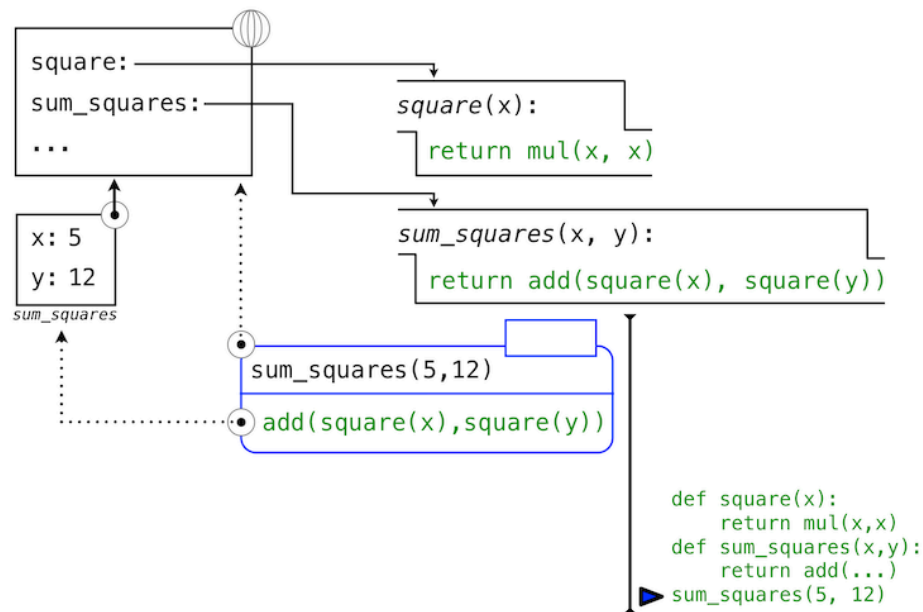 square:
sum_squares:
...
square(x):
return mul(x, x)
x: 5
y: 12
sum_squares
sum_squares(x, y):
return add(square(x), square(y))
sum_squares(5,12)
add(square(x),square(y))
def square(x):
    return mul(x,x)
def sum_squares(x,y):
    return add(...)
sum_squares(5, 12)